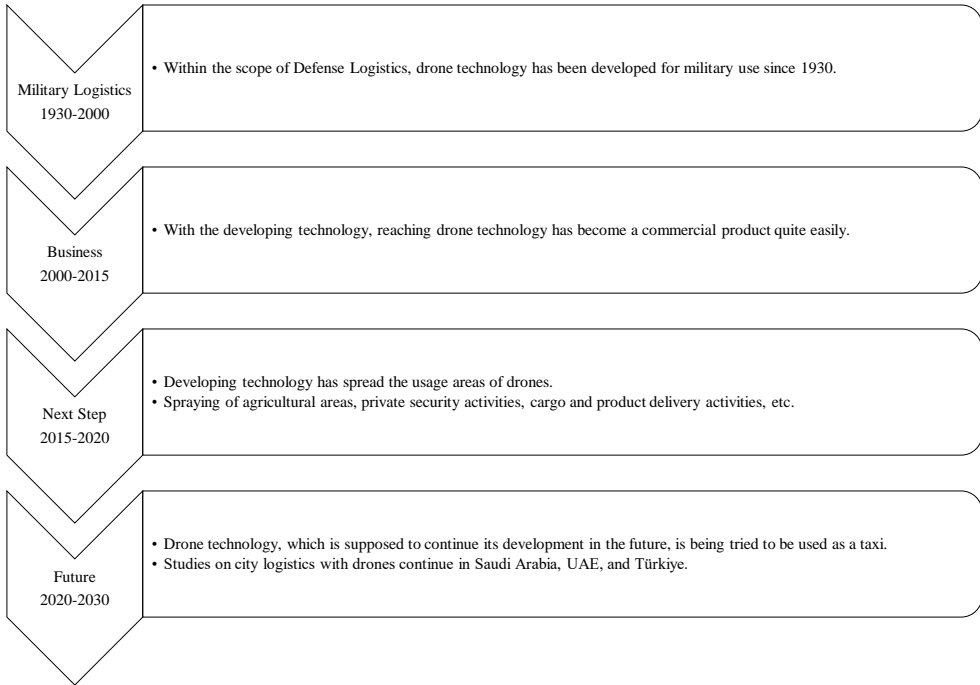 Military Logistics
1930-2000
• Within the scope of Defense Logistics, drone technology has been developed for military use since 1930.
Business
2000-2015
• With the developing technology, reaching drone technology has become a commercial product quite easily.
Next Step
2015-2020
• Developing technology has spread the usage areas of drones.
• Spraying of agricultural areas, private security activities, cargo and product delivery activities, etc.
Future
2020-2030
• Drone technology, which is supposed to continue its development in the future, is being tried to be used as a taxi.
• Studies on city logistics with drones continue in Saudi Arabia, UAE, and Türkiye.